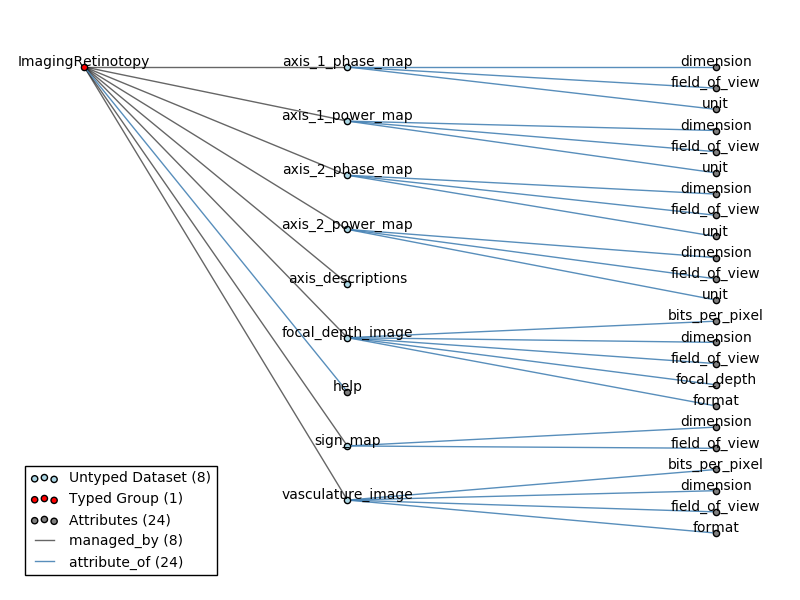 ImagingRetinotopy
axis_1_phase_map
dimension
field_of_view
unit
axis_1_power_map
dimension
field_of_view
unit
axis_2_phase_map
dimension
field_of_view
unit
axis_2_power_map
dimension
field_of_view
unit
axis_descriptions
focal_depth_image
bits_per_pixel
dimension
field_of_view
focal_depth
format
help
sign_map
dimension
field_of_view
vasculature_image
bits_per_pixel
dimension
field_of_view
format
Untyped Dataset (8)
Typed Group (1)
Attributes (24)
managed_by (8)
attribute_of (24)